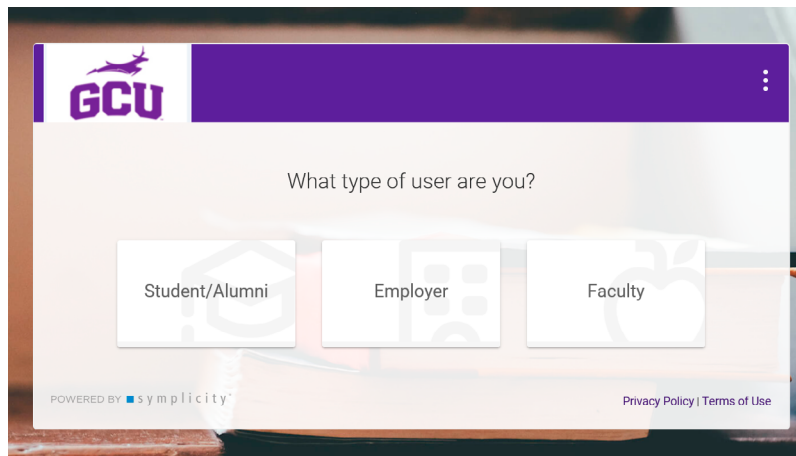 GCU
What type of user are you?
Student/Alumni Employer Faculty
POWERED BY symplicity
Privacy Policy | Terms of Use